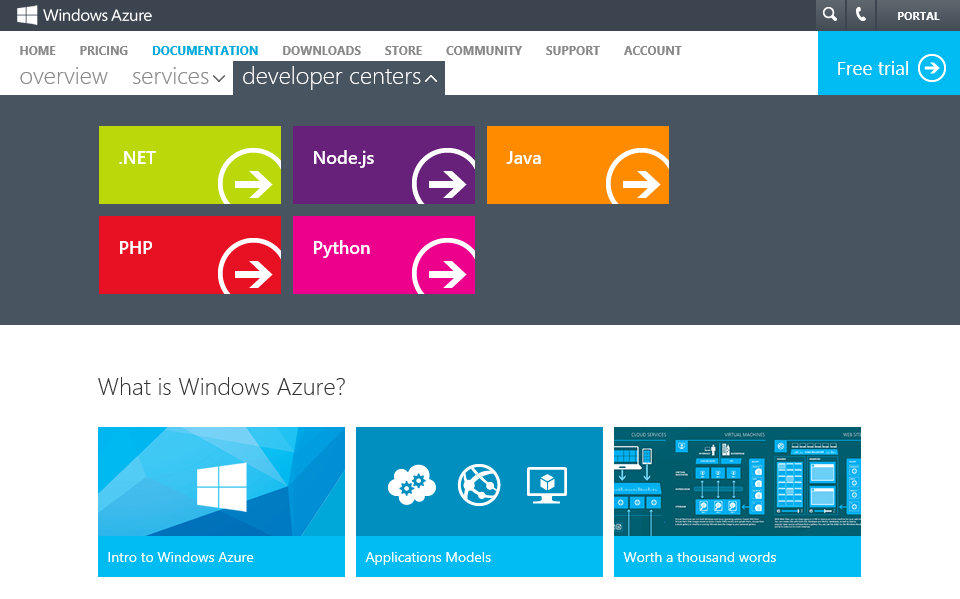 Windows Azure
PORTAL
HOME PRICING DOCUMENTATION DOWNLOADS STORE COMMUNITY SUPPORT ACCOUNT
overview services developer centers
Free trial
.NET Node.js Java
PHP Python
What is Windows Azure?
CLOUD SERVICES VIRTUAL MACHINES WEB SIT
Intro to Windows Azure Applications Models Worth a thousand words